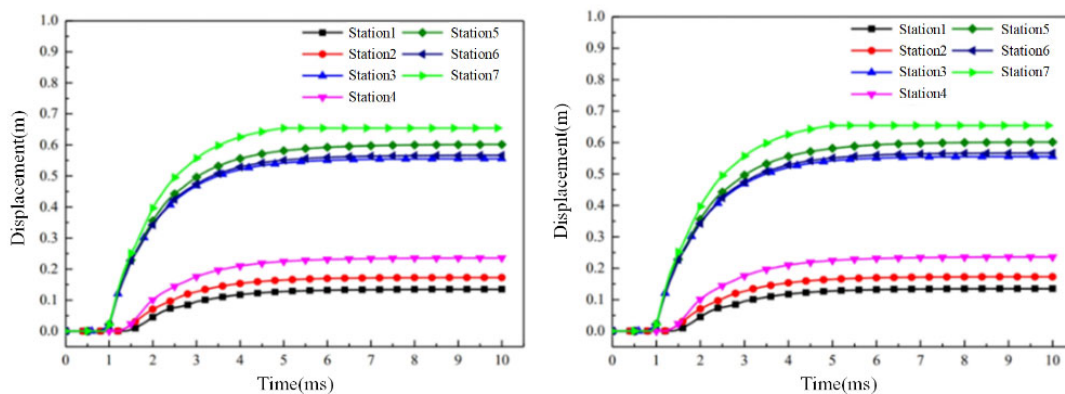 Displacement(m)
1.0
0.9
0.8
0.7
0.6
0.5
0.4
0.3
0.2
0.1
0.0
Station1 Station5
Station2 Station6
Station3 Station7
Station4
0 1 2 3 4 5 6 7 8 9 10
Time(ms)
Displacement(m)
1.0
0.9
0.8
0.7
0.6
0.5
0.4
0.3
0.2
0.1
0.0
Station1 Station5
Station2 Station6
Station3 Station7
Station4
0 1 2 3 4 5 6 7 8 9 10
Time(ms)